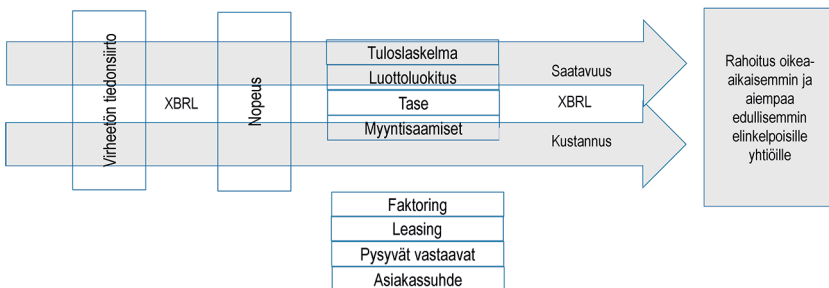 Virheetön tiedonsiirto
XBRL
Nopeus
Tuloslaskelma
Luottoluokitus
Tase
Myyntisaamiset
Saatavuus
XBRL
Kustannus
Rahoitus oikea-
aikaisemmin ja
aiempaa
edullisemmin
elinkelpoisille
yhtiöille
Faktoring
Leasing
Pysyvät vastaavat
Asiakassuhde